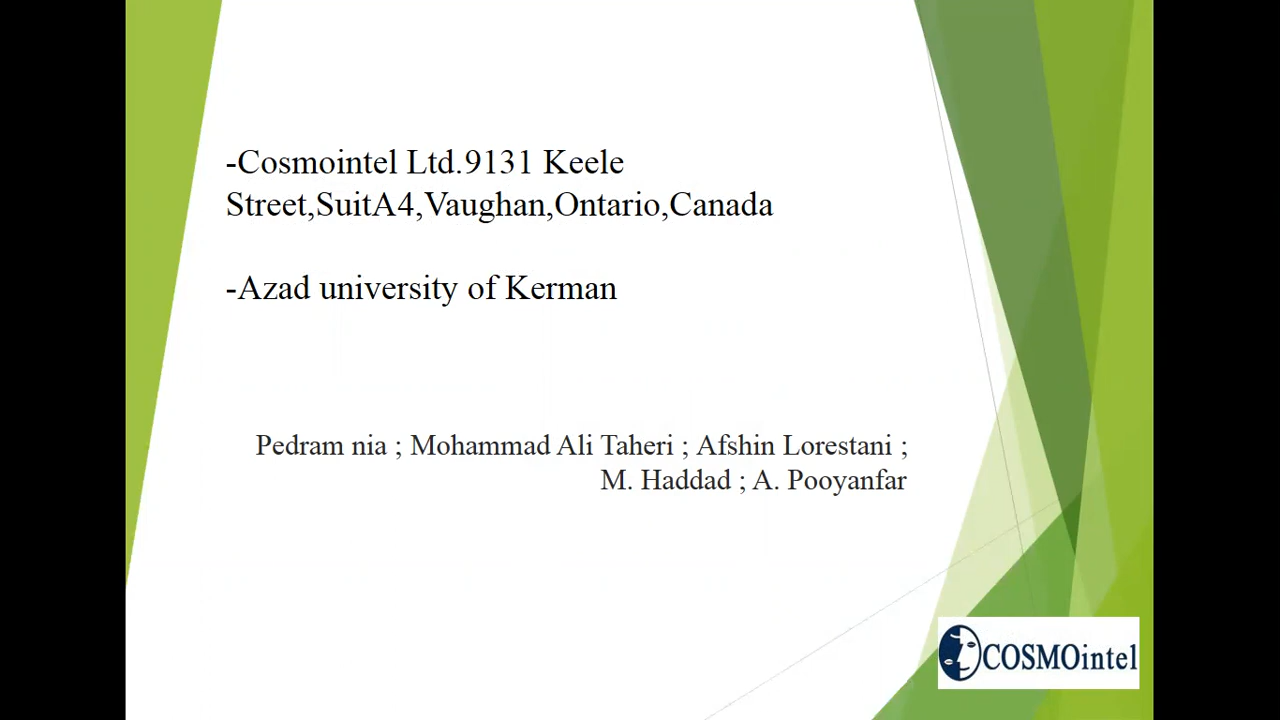 -Cosmointel Ltd.9131 Keele
Street,SuitA4,Vaughan,Ontario,Canada
-Azad university of Kerman
Pedram nia ; Mohammad Ali Taheri ; Afshin Lorestani ;
M. Haddad ; A. Pooyanfar
COSMOintel